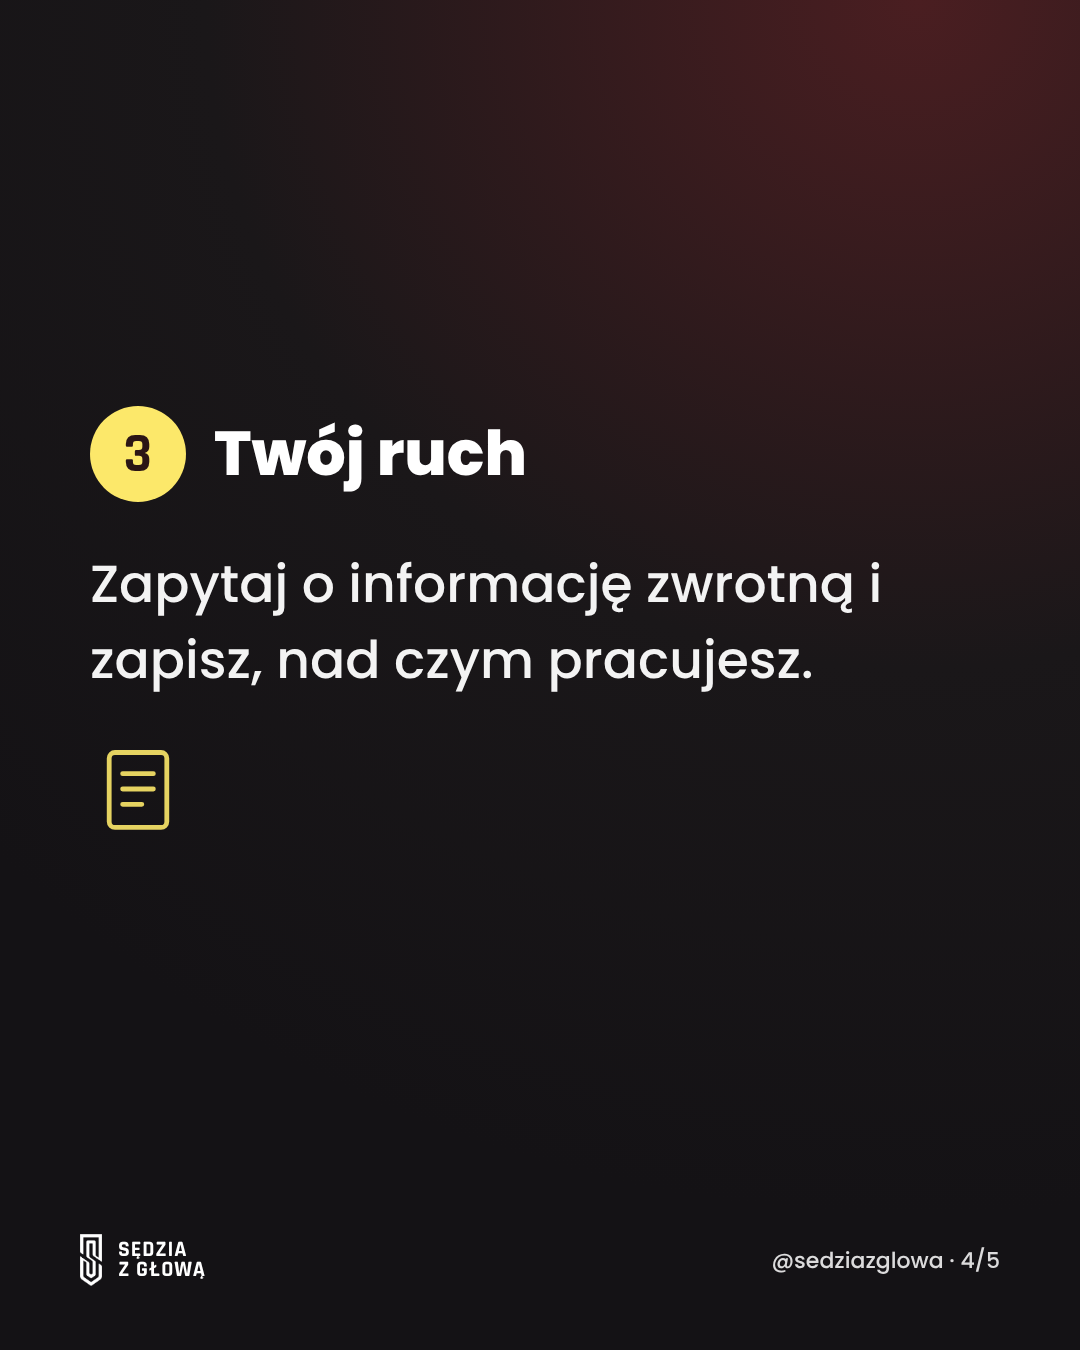 3 Twój ruch
Zapytaj o informację zwrotną i
zapisz, nad czym pracujesz.
SĘDZIA
Z GŁOWĄ
@sedziazglowa · 4/5